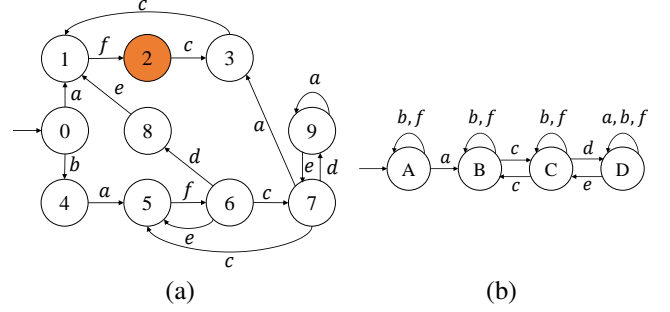 c
1 f 2 c 3
a e a a
0 8 9 b, f b, f b, f a, b, f
b d a e d A a B c C d D
c e
4 a 5 f 6 c 7
e
c
(a) (b)